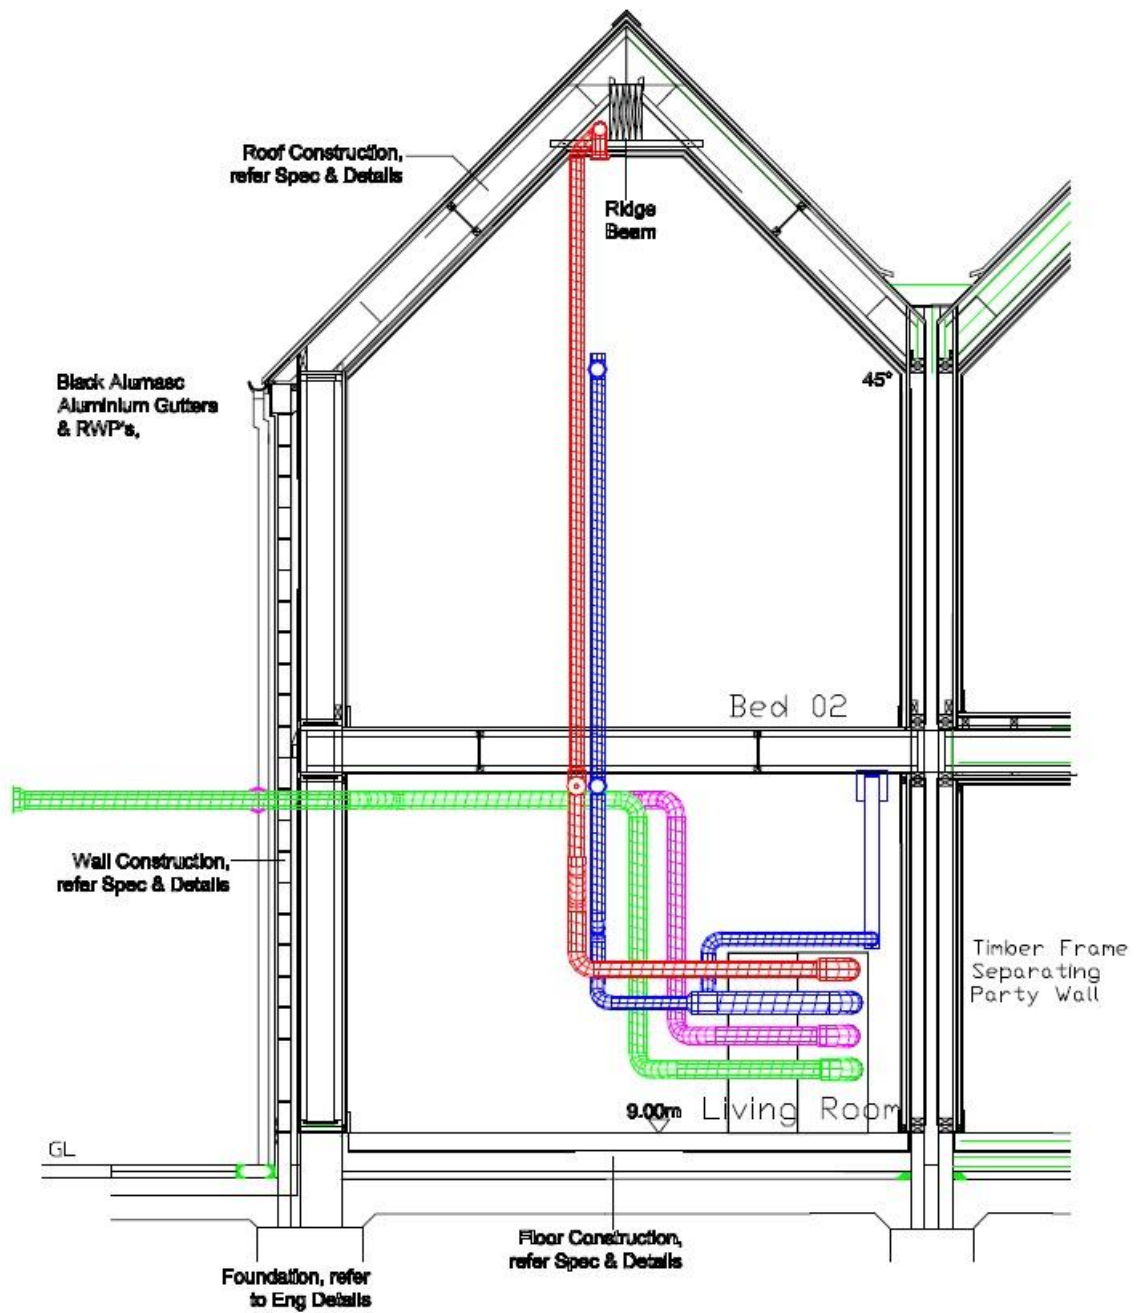 Roof Construction,
refer Spec & Details
Ridge
Beam
Black Alumasc
Aluminium Gutters
& RWP's,
45°
Bed 02
Wall Construction,
refer Spec & Details
Timber Frame
Separating
Party Wall
9.00m
Living Room
GL
Floor Construction,
refer Spec & Details
Foundation, refer
to Eng Details